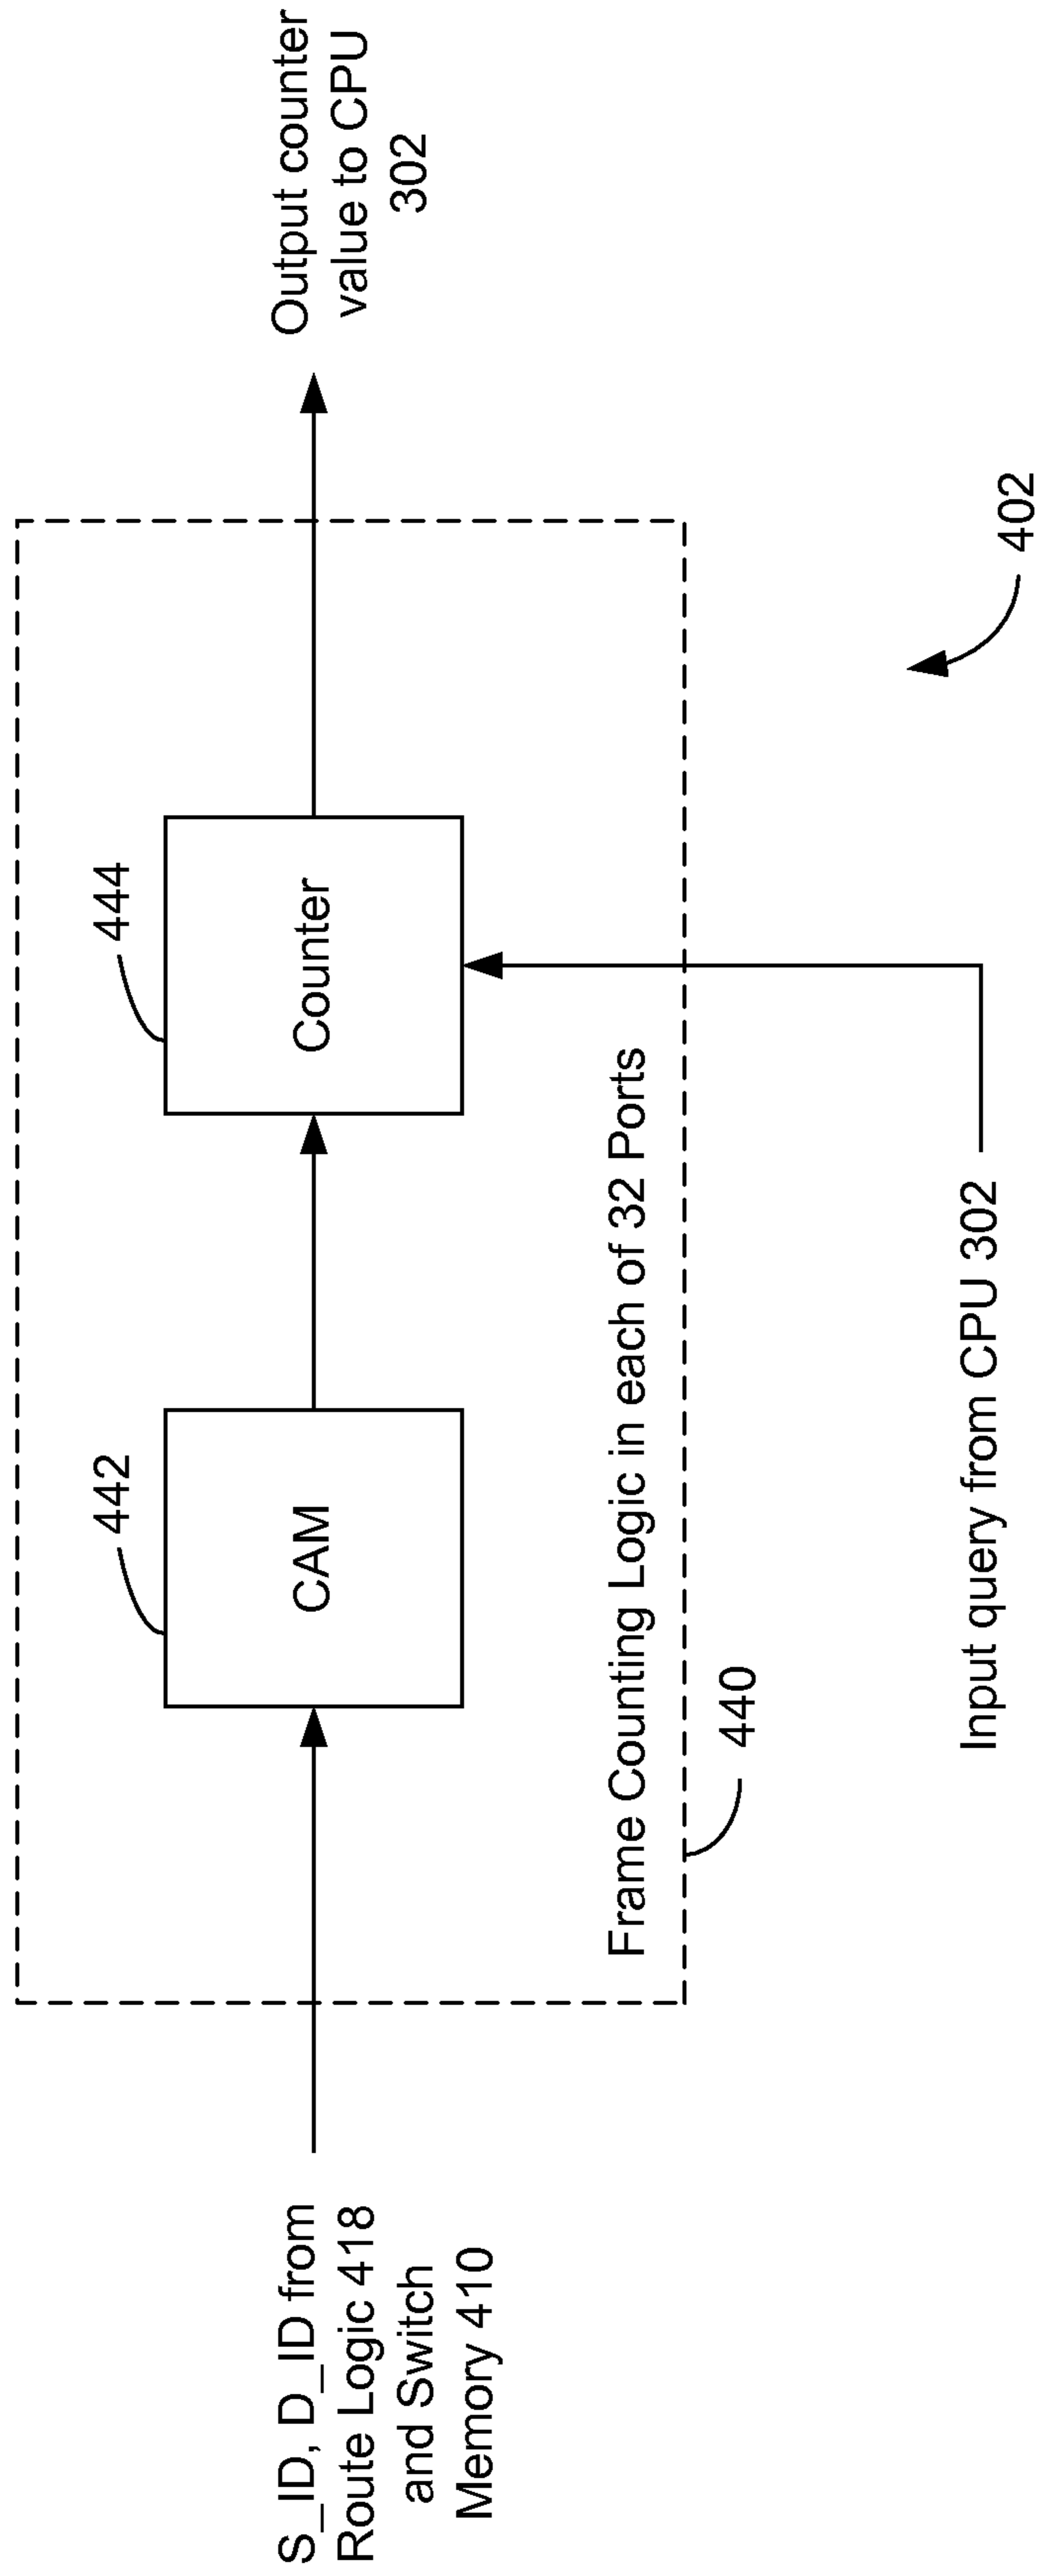 S_ID, D_ID from
Route Logic 418
and Switch
Memory 410
442
CAM
444
Counter
Output counter
value to CPU
302
Frame Counting Logic in each of 32 Ports
440
Input query from CPU 302
402